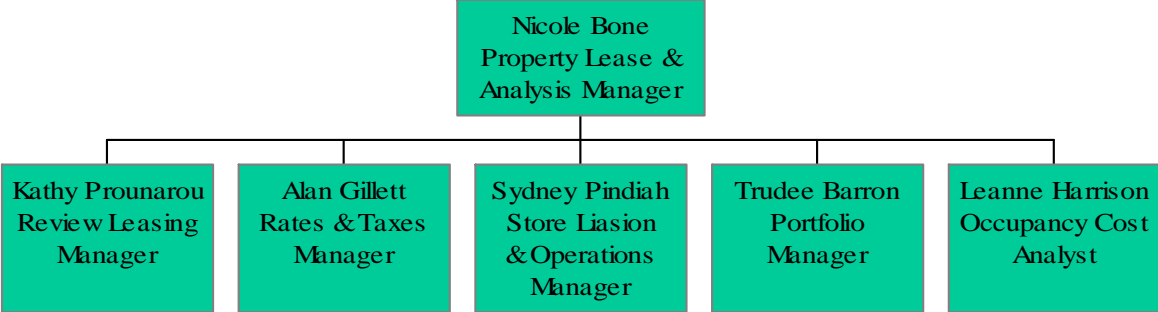 Nicole Bone
Property Lease &
Analysis Manager
Kathy Prounarou
Review Leasing
Manager
Alan Gillett
Rates & Taxes
Manager
Sydney Pindiah
Store Liasion
& Operations
Manager
Trudee Barron
Portfolio
Manager
Leanne Harrison
Occupancy Cost
Analyst